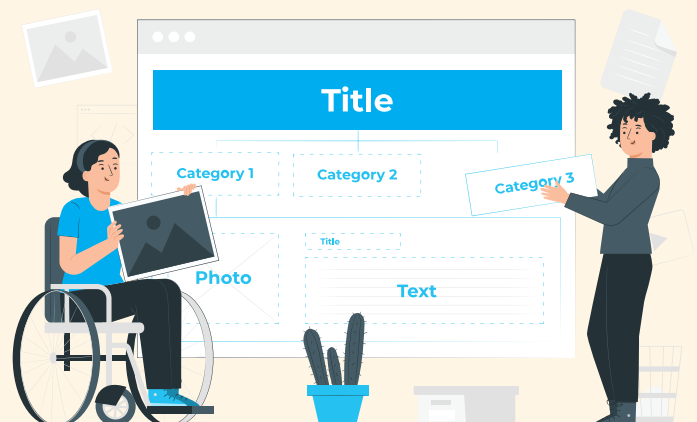 Title
Category 1
Category 2
Category 3
Title
Photo
Text